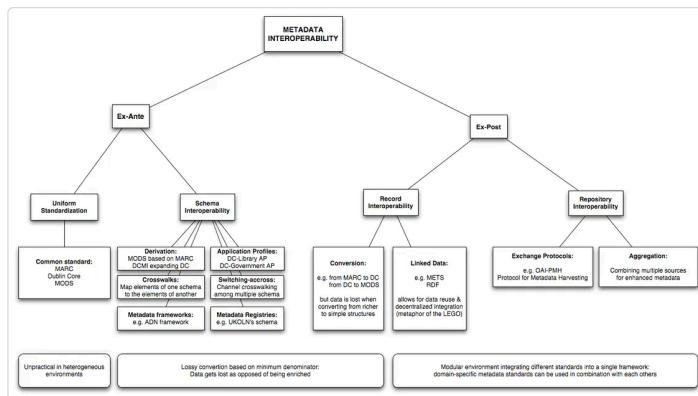 METADATA
INTEROPERABILITY
Ex-Ante
Ex-Post
Uniform
Standardization
Schema
Interoperability
Record
Interoperability
Repository
Interoperability
Common standard:
MARC
Dublin Core
MODS
Derivation:
MODS based on MARC
DCMI expanding DC
Application Profiles:
DC-Library AP
DC-Government AP
Crosswalks:
Map elements of one schema
to the elements of another
Switching-accross:
Channel crosswalking
among multiple schema
Metadata frameworks:
e.g. ADN framework
Metadata Registries:
e.g. UKOLN's schema
Conversion:
e.g. from MARC to DC
from DC to MODS
but data is lost when
converting from richer
to simple structures
Linked Data:
e.g. METS
RDF
allows for data reuse &
decentralized integration
(metaphor of the LEGO)
Exchange Protocols:
e.g. OAI-PMH
Protocol for Metadata Harvesting
Aggregation:
Combining multiple sources
for enhanced metadata
Unpractical in heterogeneous
environments
Lossy convertion based on minimum denominator:
Data gets lost as opposed of being enriched
Modular environment integrating different standards into a single framework:
domain-specific metadata standards can be used in combination with each others